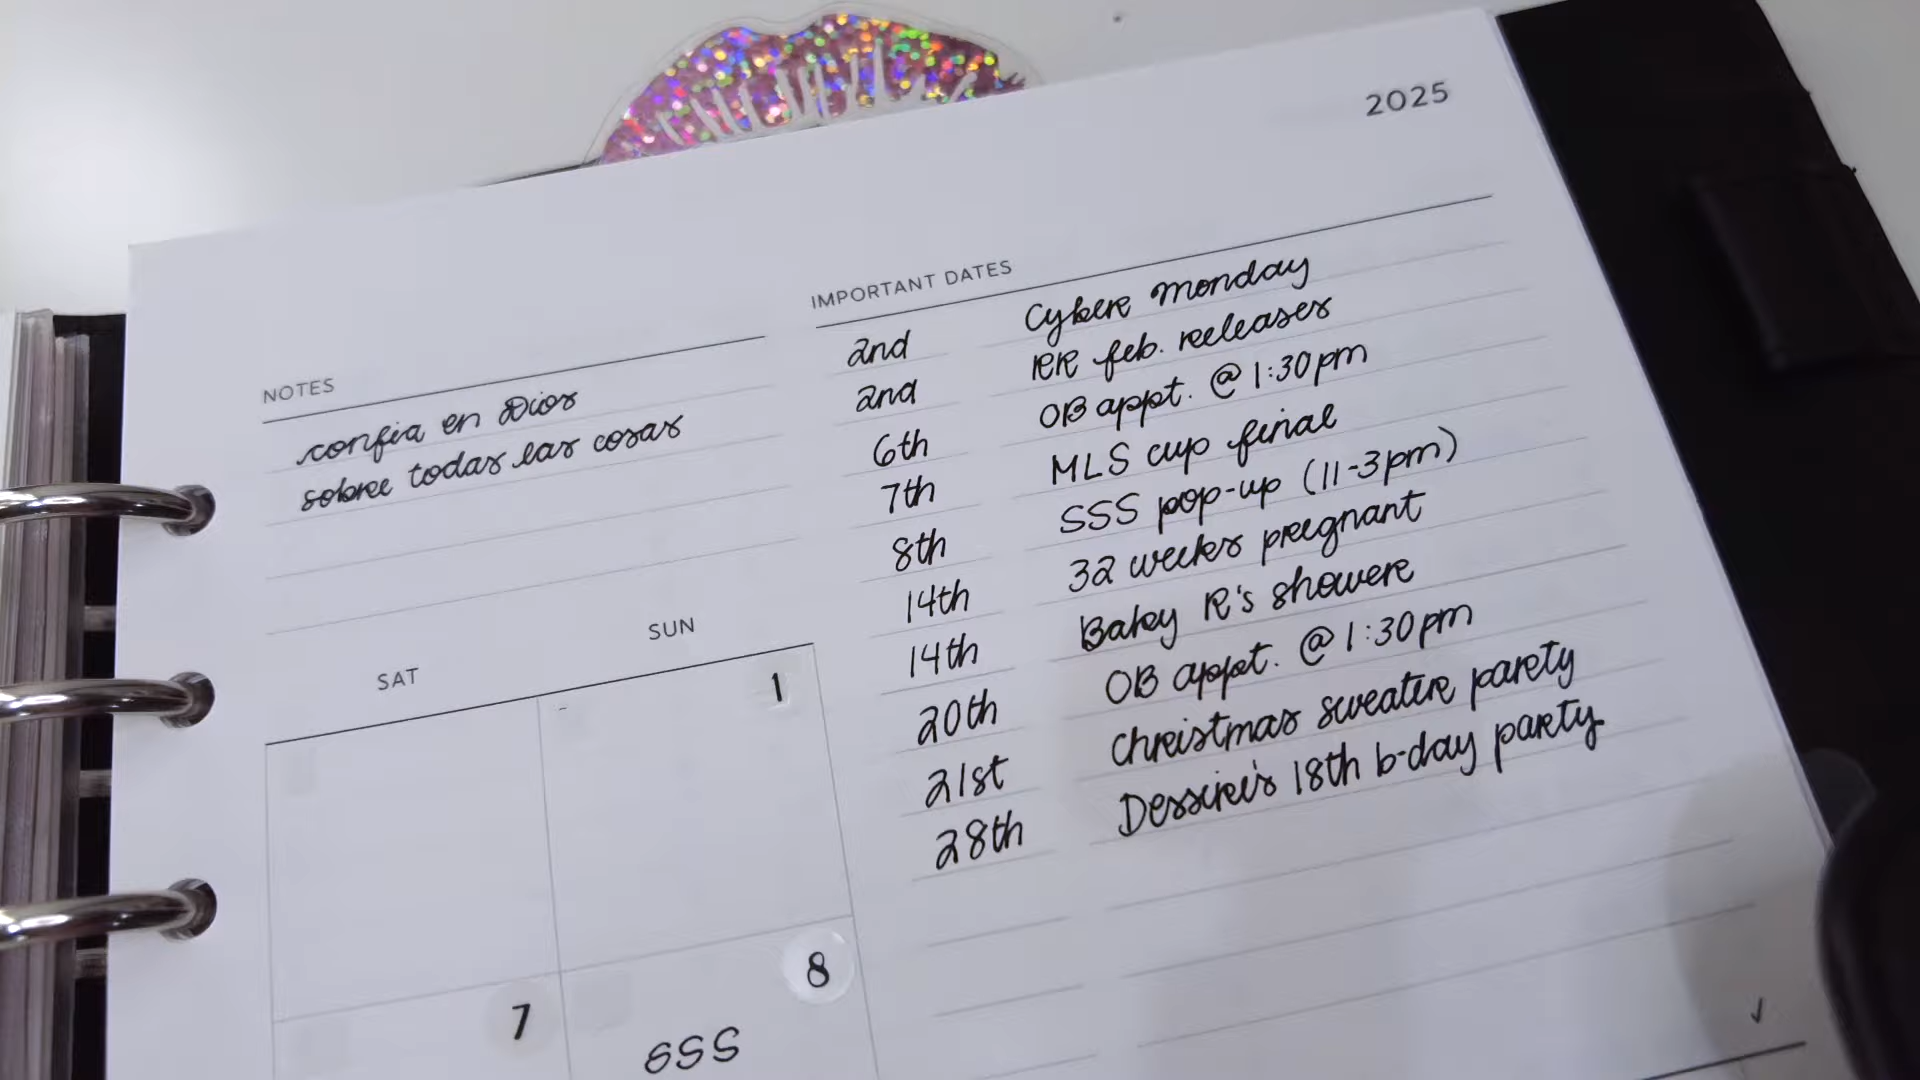 2025
NOTES
confia en Dios
sobre todas las cosas
IMPORTANT DATES
2nd Cyber Monday
2nd RR feb. releases
6th OB appt. @ 1:30pm
7th MLS cup final
8th SSS pop-up (11-3pm)
14th 32 weeks pregnant
14th Baby R's shower
20th OB appt. @ 1:30pm
21st Christmas sweater party
28th Dessire's 18th b-day party
SAT SUN
1
7 8
SSS